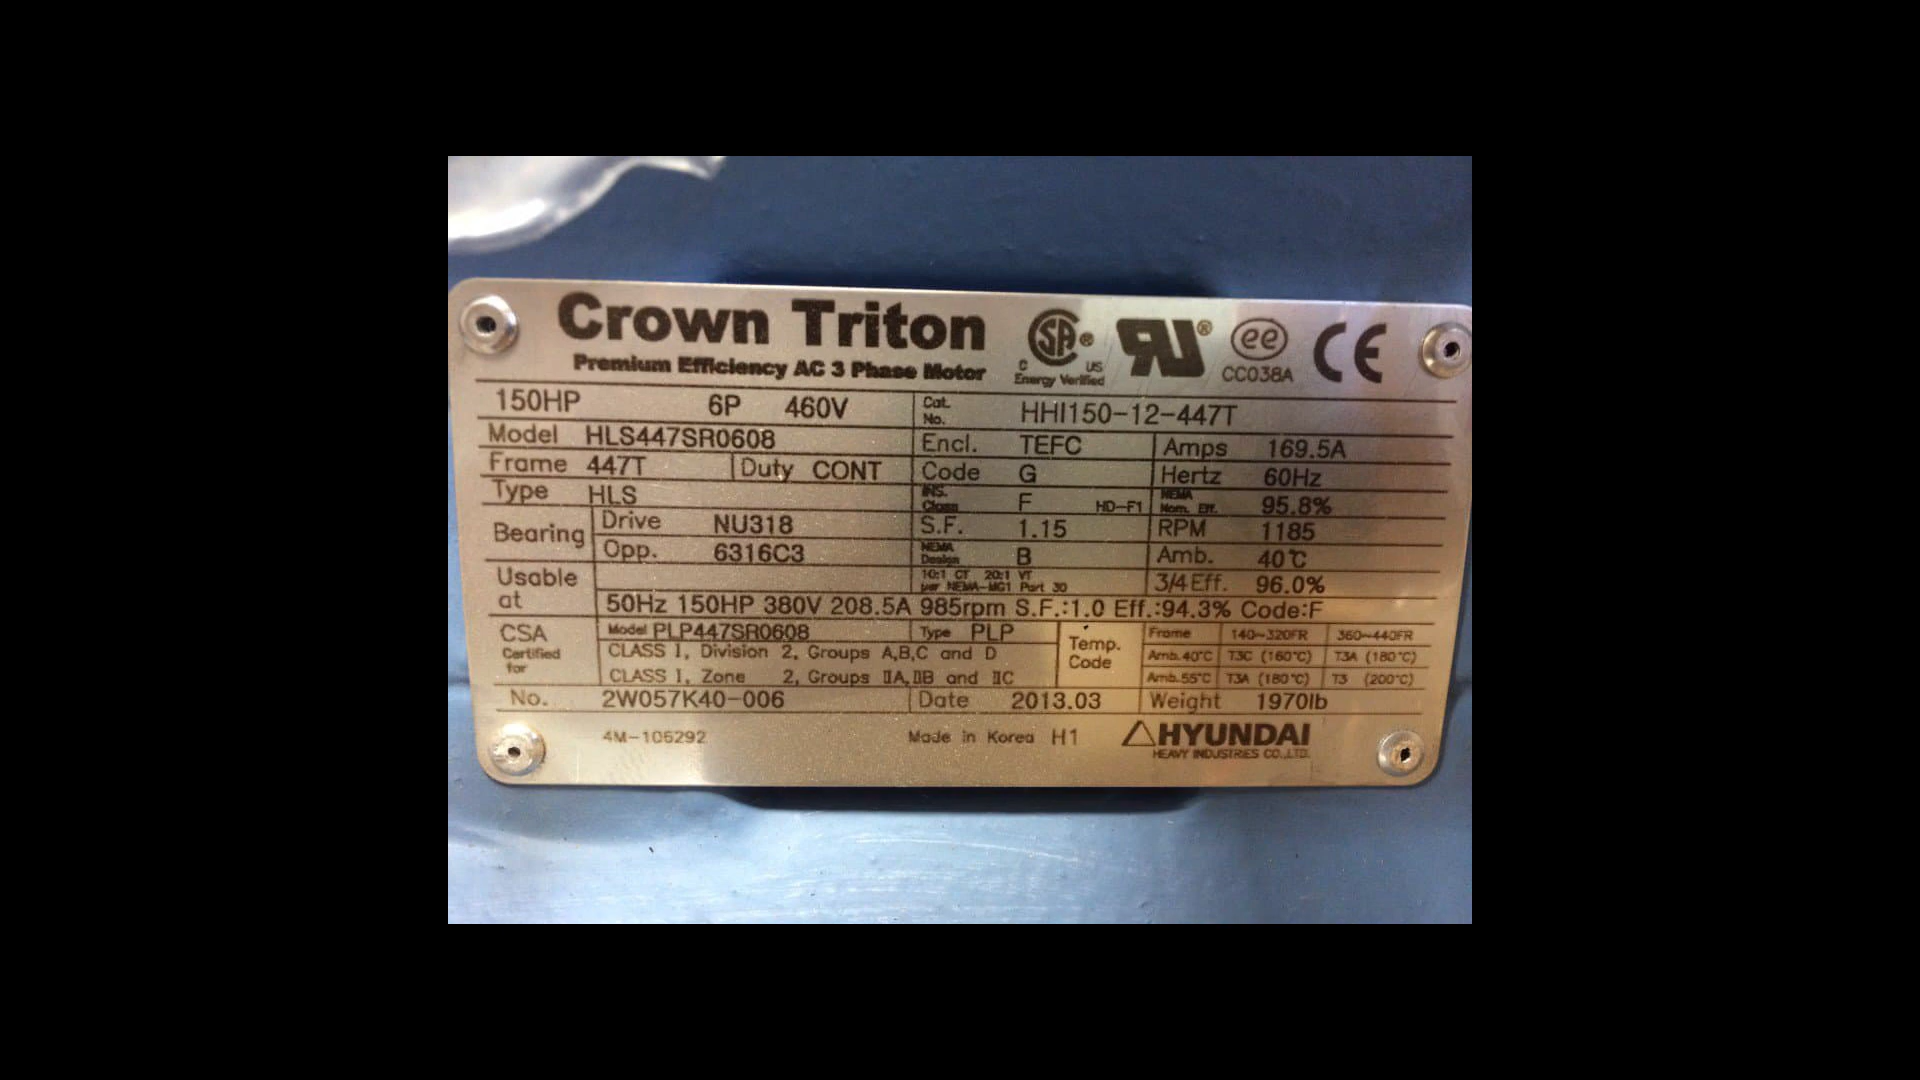 Crown Triton
Premium Efficiency AC 3 Phase Motor
SA ® C US Energy Verified
UR ®
ee CC038A
CE
150HP 6P 460V Cat. No. HHI150-12-447T
Model HLS447SR0608 Encl. TEFC Amps 169.5A
Frame 447T Duty CONT Code G Hertz 60Hz
Type HLS INS. Class F HD-F1 NEMA Nom. Eff. 95.8%
Bearing Drive NU318 S.F. 1.15 RPM 1185
Opp. 6316C3 NEMA Design B Amb. 40℃
Usable at 10:1 CT 20:1 VT per NEMA-MG1 Part 30 3/4 Eff. 96.0%
50Hz 150HP 380V 208.5A 985rpm S.F.:1.0 Eff.:94.3% Code:F
CSA Certified for Model PLP447SR0608 Type PLP Temp. Code Frame 140~320FR 360~440FR
CLASS I, Division 2, Groups A,B,C and D Amb.40℃ T3C (160℃) T3A (180℃)
CLASS I, Zone 2, Groups ⅡA,ⅡB and ⅡC Amb.55℃ T3A (180℃) T3 (200℃)
No. 2W057K40-006 Date 2013.03 Weight 1970lb
4M-106292 Made in Korea H1 HYUNDAI
HEAVY INDUSTRIES CO.,LTD.